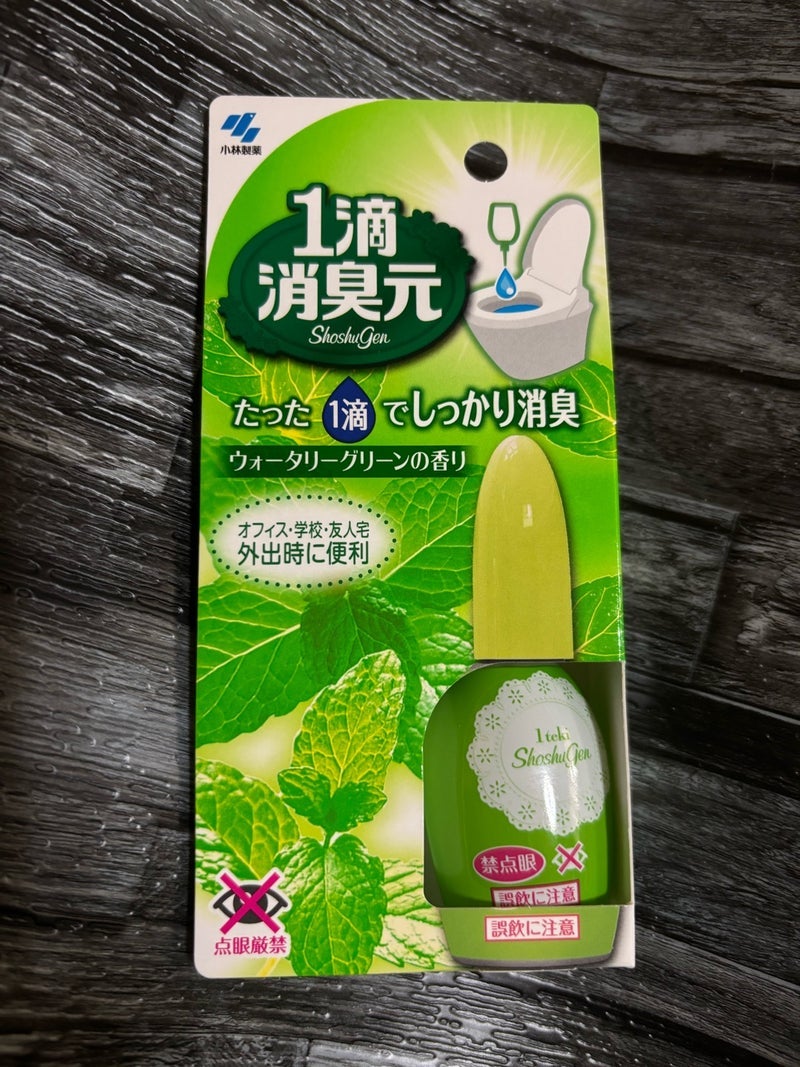 小林製薬
1滴
消臭元
ShoshuGen
たった1滴でしっかり消臭
ウォータリーグリーンの香り
オフィス・学校・友人宅
外出時に便利
1teki
ShoshuGen
禁点眼
誤飲に注意
誤飲に注意
点眼厳禁